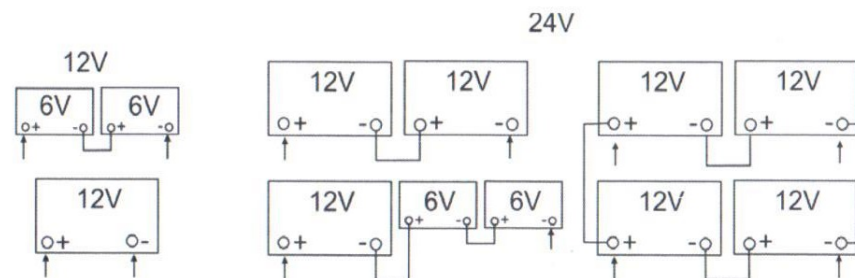 24V
12V
6V 6V
+ - + -
12V
+ -
12V 12V
+ - + -
12V 6V 6V
+ - + - + -
12V 12V
+ - + -
12V 12V
+ - + -